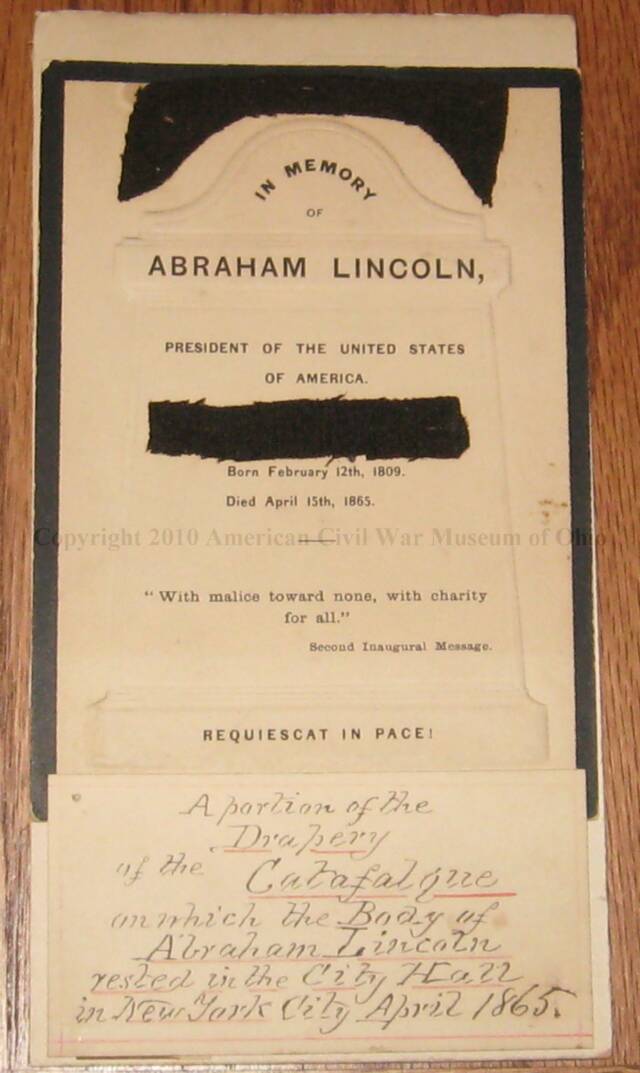 IN MEMORY
OF
ABRAHAM LINCOLN,
PRESIDENT OF THE UNITED STATES
OF AMERICA.
Born February 12th, 1809.
Died April 15th, 1865.
Copyright 2010 American Civil War Museum of Ohio
"With malice toward none, with charity
for all."
Second Inaugural Message.
REQUIESCAT IN PACE!
A portion of the
Drapery
of the Catafalque
on which the Body of
Abraham Lincoln
rested in the City Hall
in New York City April 1865.